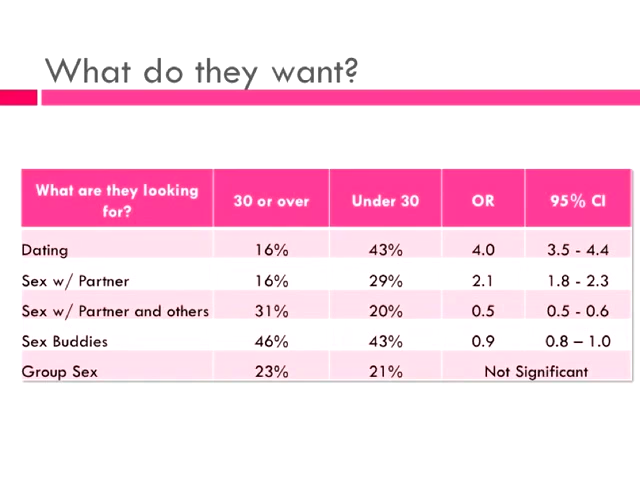 What do they want?
What are they looking for? 30 or over Under 30 OR 95% CI
Dating 16% 43% 4.0 3.5 - 4.4
Sex w/ Partner 16% 29% 2.1 1.8 - 2.3
Sex w/ Partner and others 31% 20% 0.5 0.5 - 0.6
Sex Buddies 46% 43% 0.9 0.8 – 1.0
Group Sex 23% 21% Not Significant